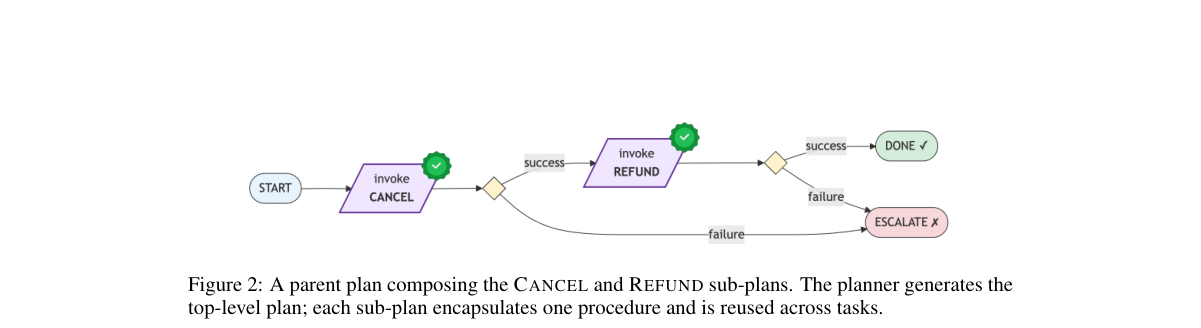 START
invoke
CANCEL
success
invoke
REFUND
success
DONE ✓
failure
ESCALATE ✗
failure
Figure 2: A parent plan composing the CANCEL and REFUND sub-plans. The planner generates the
top-level plan; each sub-plan encapsulates one procedure and is reused across tasks.